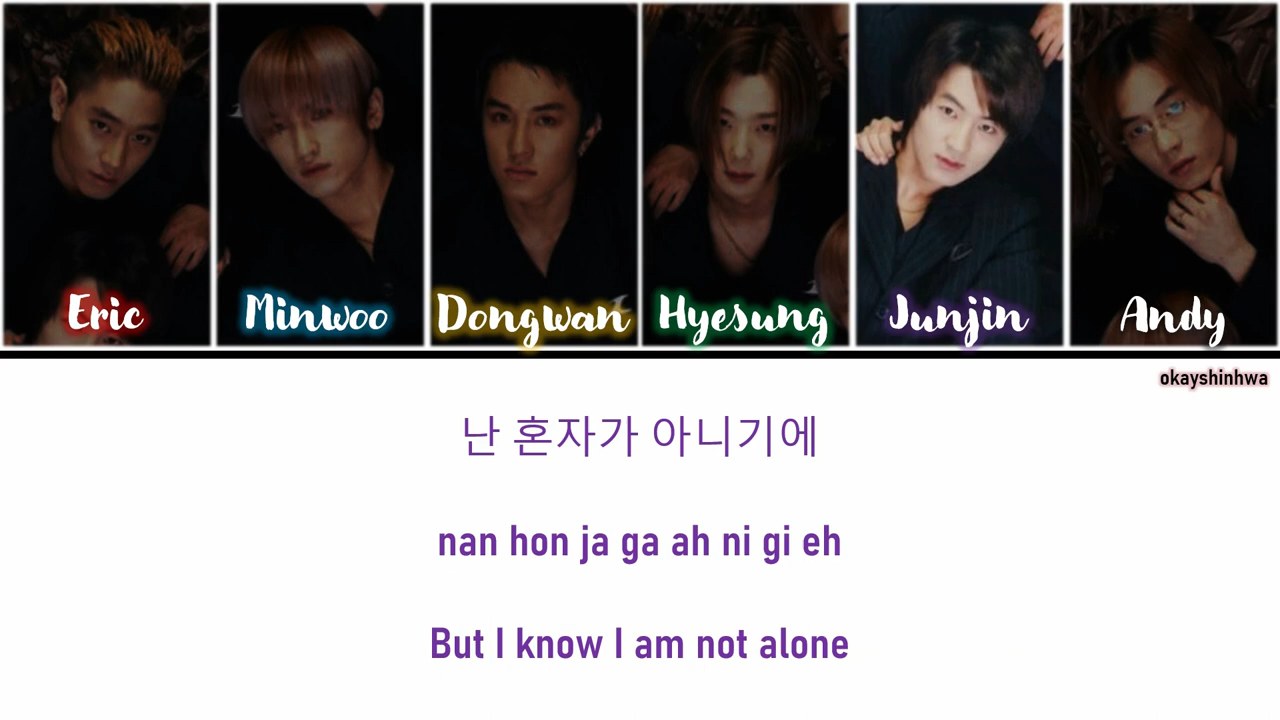 Eric Minwoo Dongwan Hyesung Junjin Andy
okayshinhwa
난 혼자가 아니기에
nan hon ja ga ah ni gi eh
But I know I am not alone